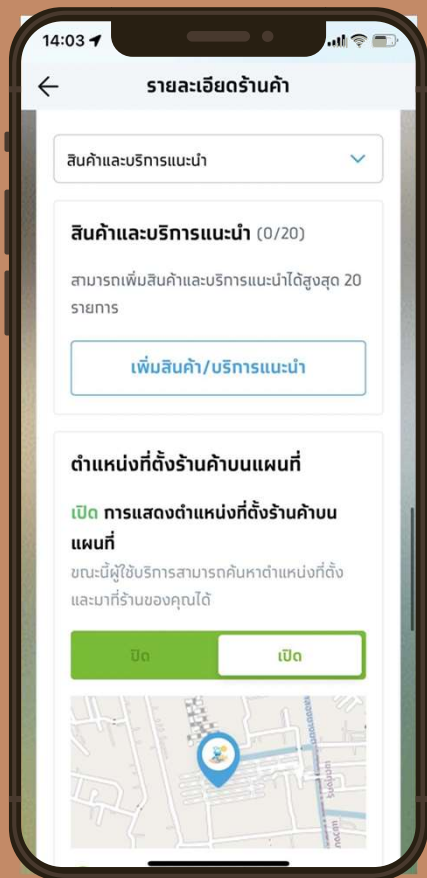 14:03
รายละเอียดร้านค้า
สินค้าและบริการแนะนำ
สินค้าและบริการแนะนำ (0/20)
สามารถเพิ่มสินค้าและบริการแนะนำได้สูงสุด 20
รายการ
เพิ่มสินค้า/บริการแนะนำ
ตำแหน่งที่ตั้งร้านค้าบนแผนที่
เปิด การแสดงตำแหน่งที่ตั้งร้านค้าบน
แผนที่
ขณะนี้ผู้ใช้บริการสามารถค้นหาตำแหน่งที่ตั้ง
และมาที่ร้านของคุณได้
ปิด เปิด